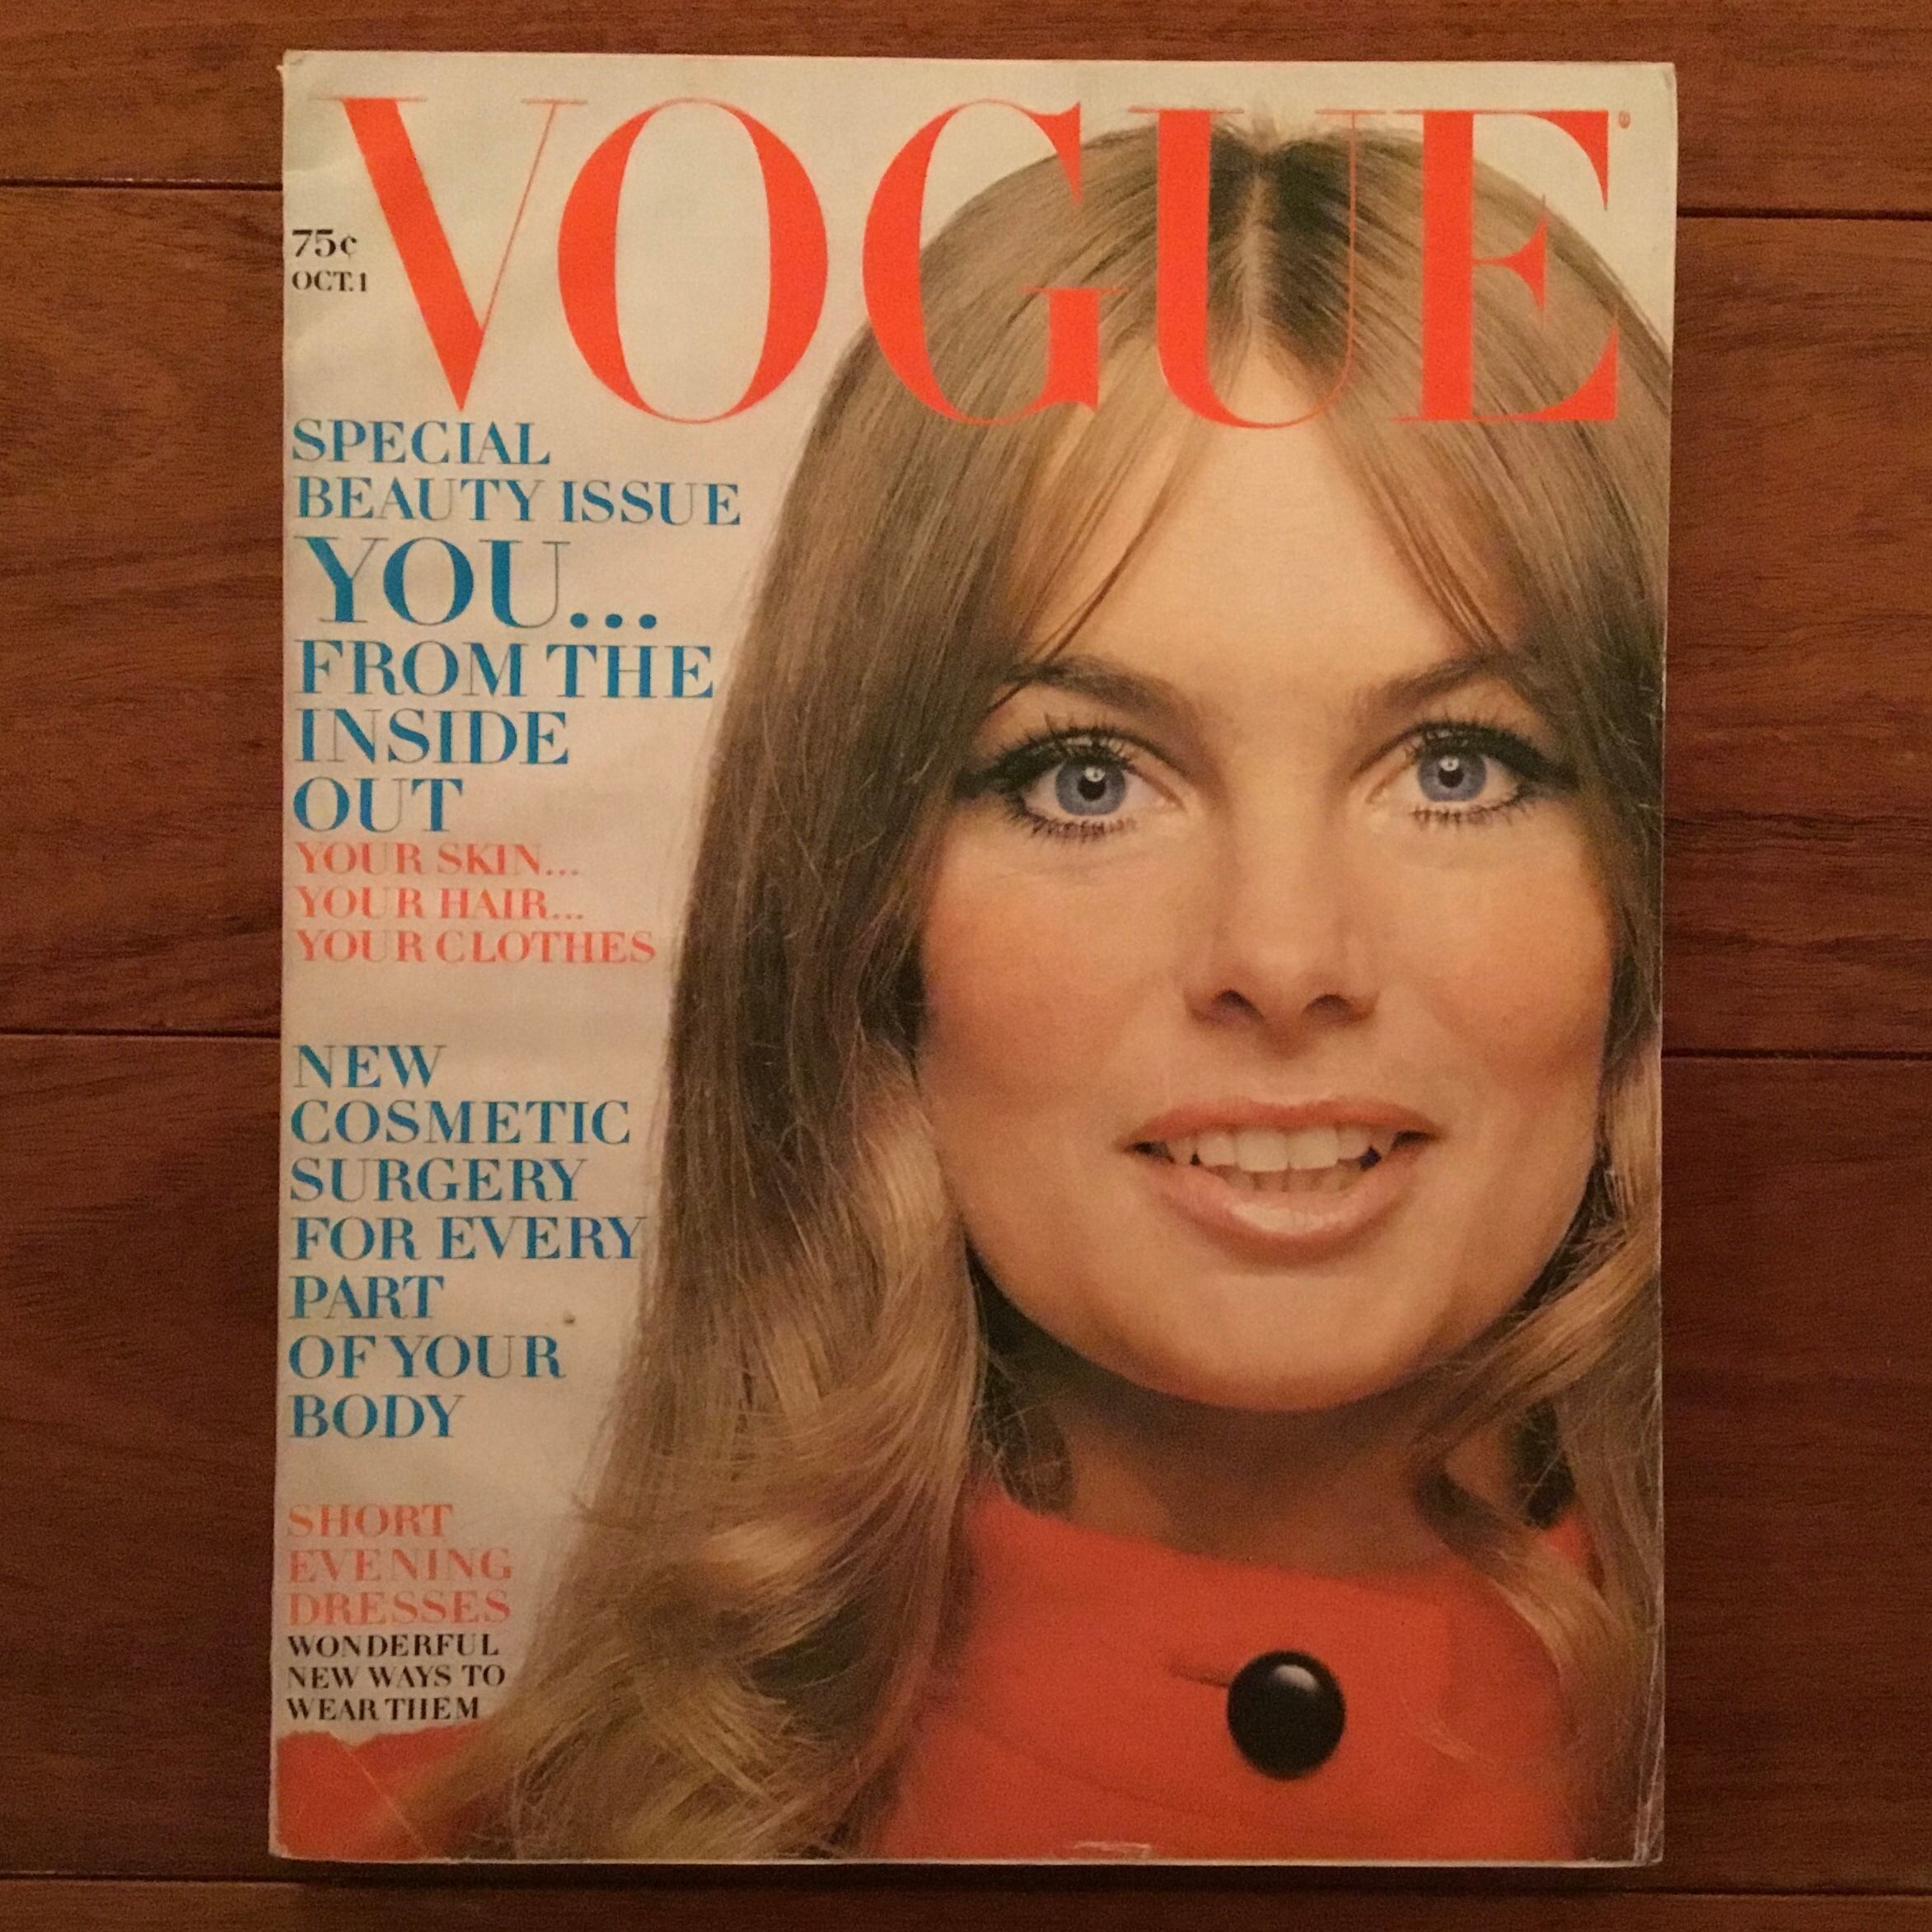 VOGUE®
75¢
OCT.1
SPECIAL
BEAUTY ISSUE
YOU...
FROM THE
INSIDE
OUT
YOUR SKIN...
YOUR HAIR...
YOUR CLOTHES
NEW
COSMETIC
SURGERY
FOR EVERY
PART
OF YOUR
BODY
SHORT
EVENING
DRESSES
WONDERFUL
NEW WAYS TO
WEAR THEM